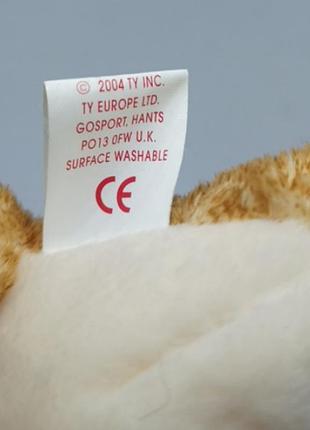 © 2004 TY INC.
TY EUROPE LTD.
GOSPORT, HANTS
PO13 0FW U.K.
SURFACE WASHABLE
CE